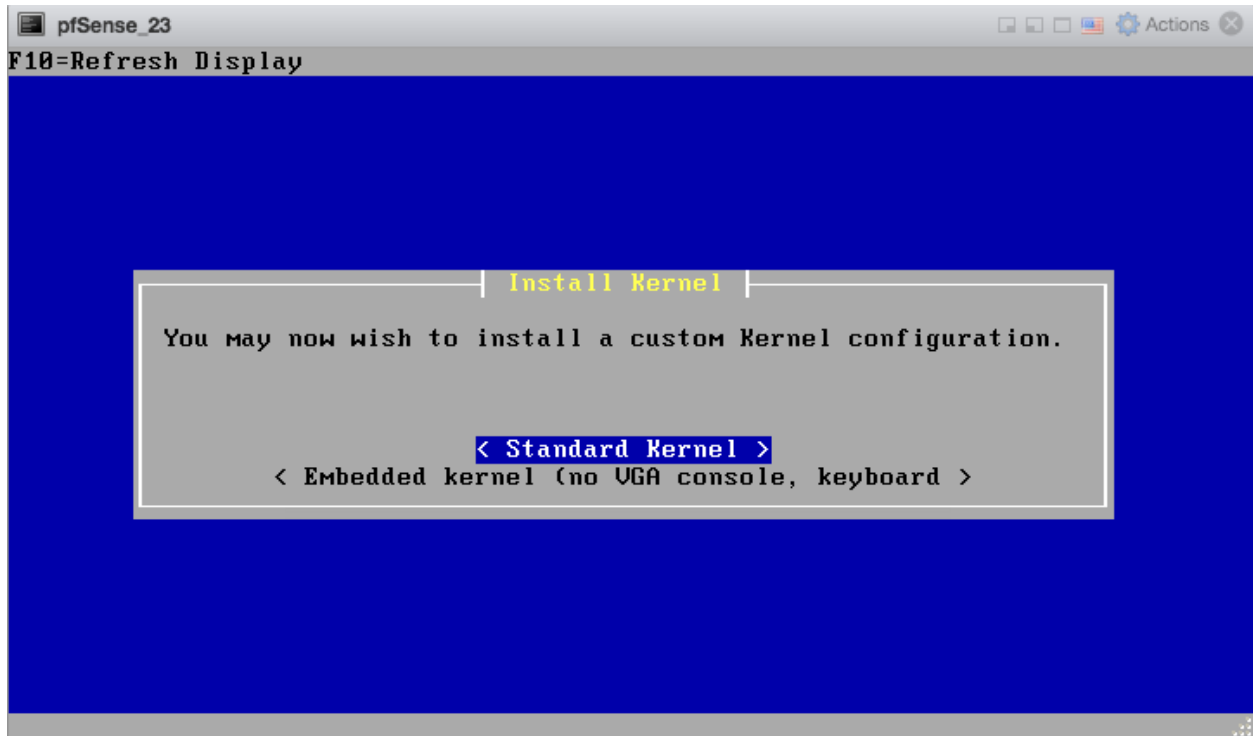 pfSense_23
Actions
F10=Refresh Display
Install Kernel
You may now wish to install a custom Kernel configuration.
< Standard Kernel >
< Embedded kernel (no VGA console, keyboard >